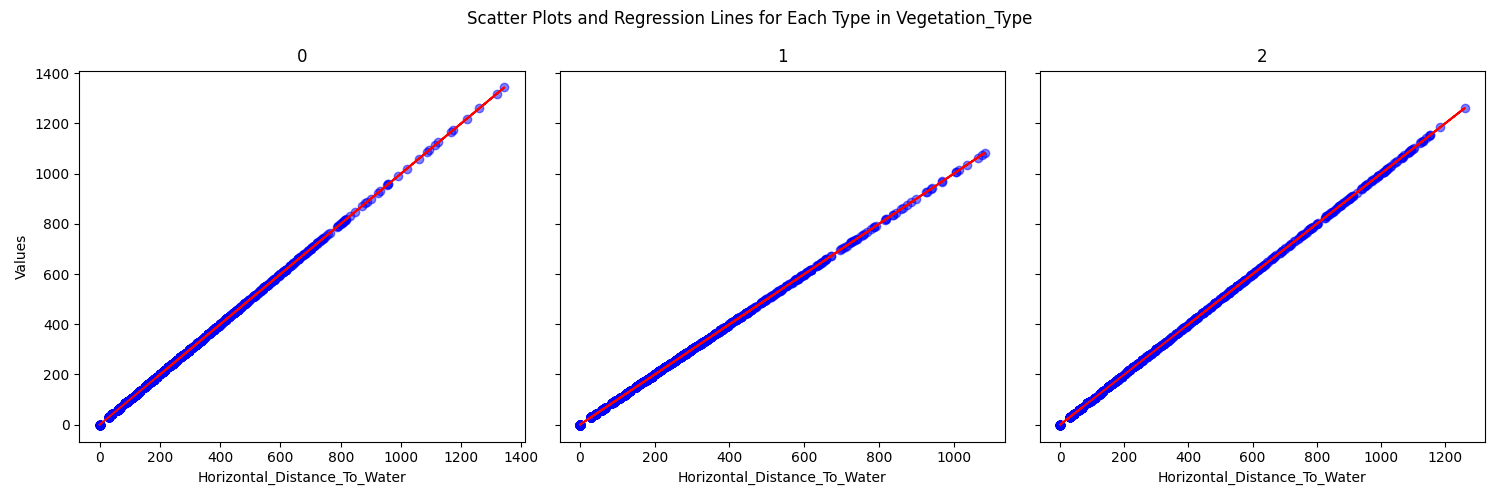 Scatter Plots and Regression Lines for Each Type in Vegetation_Type
0
1
2
Values
1400
1200
1000
800
600
400
200
0
0 200 400 600 800 1000 1200 1400
Horizontal_Distance_To_Water
0 200 400 600 800 1000
Horizontal_Distance_To_Water
0 200 400 600 800 1000 1200
Horizontal_Distance_To_Water